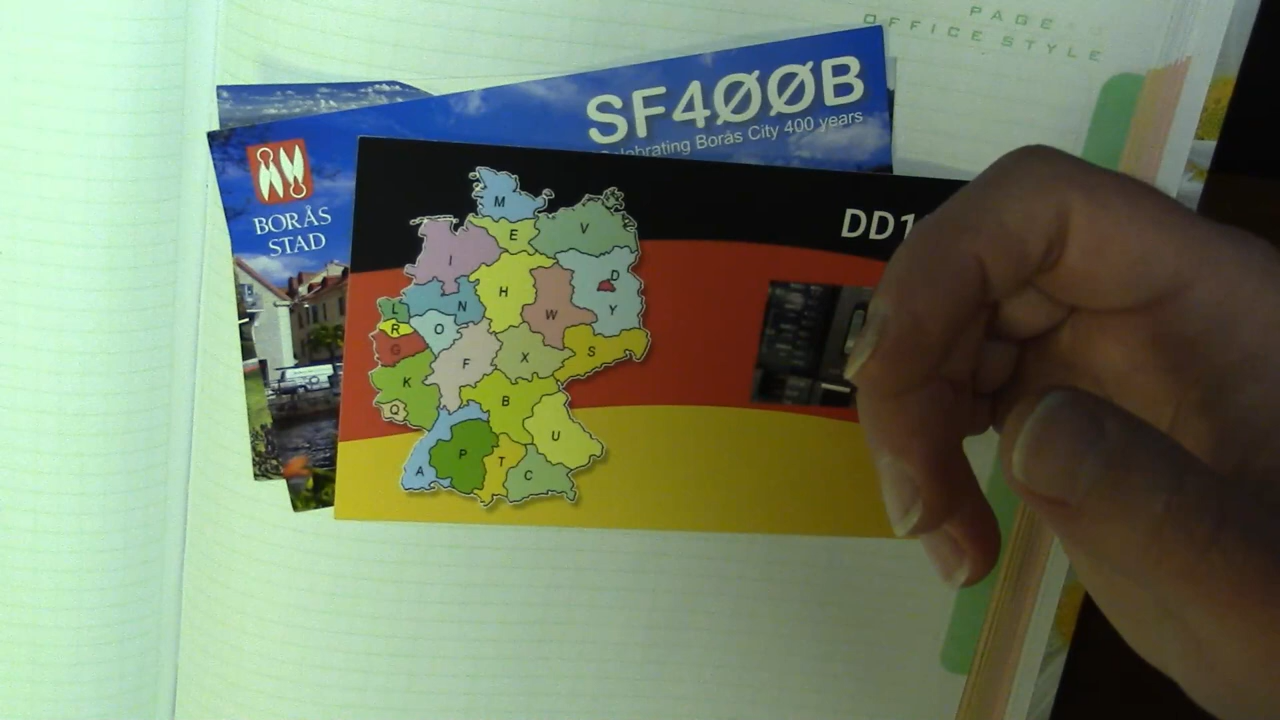 PAGE
OFFICE STYLE
SF4ØØB
Celebrating Borås City 400 years
BORÅS
STAD
DD1
M
E
V
I
H
D
N
W
Y
L
R
O
G
F
X
S
K
Q
B
U
P
T
A
C